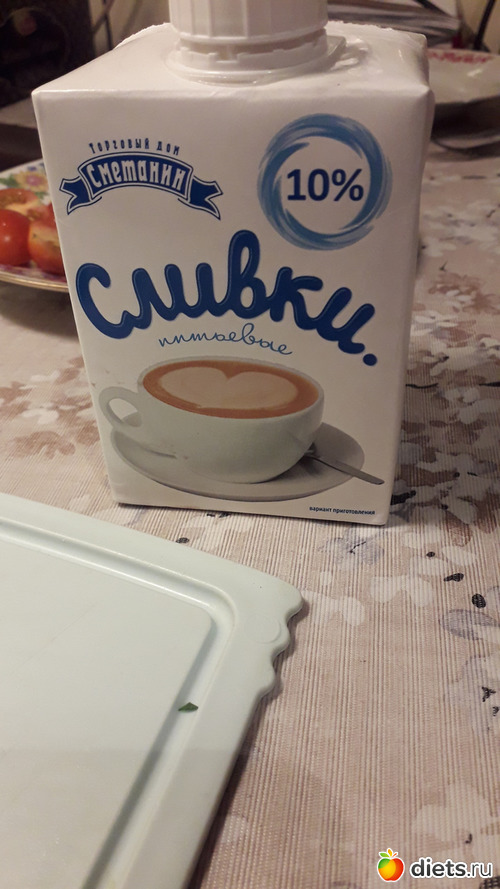 Торговый дом
Сметанин
10%
Сливки.
питьевые
вариант приготовления
diets.ru